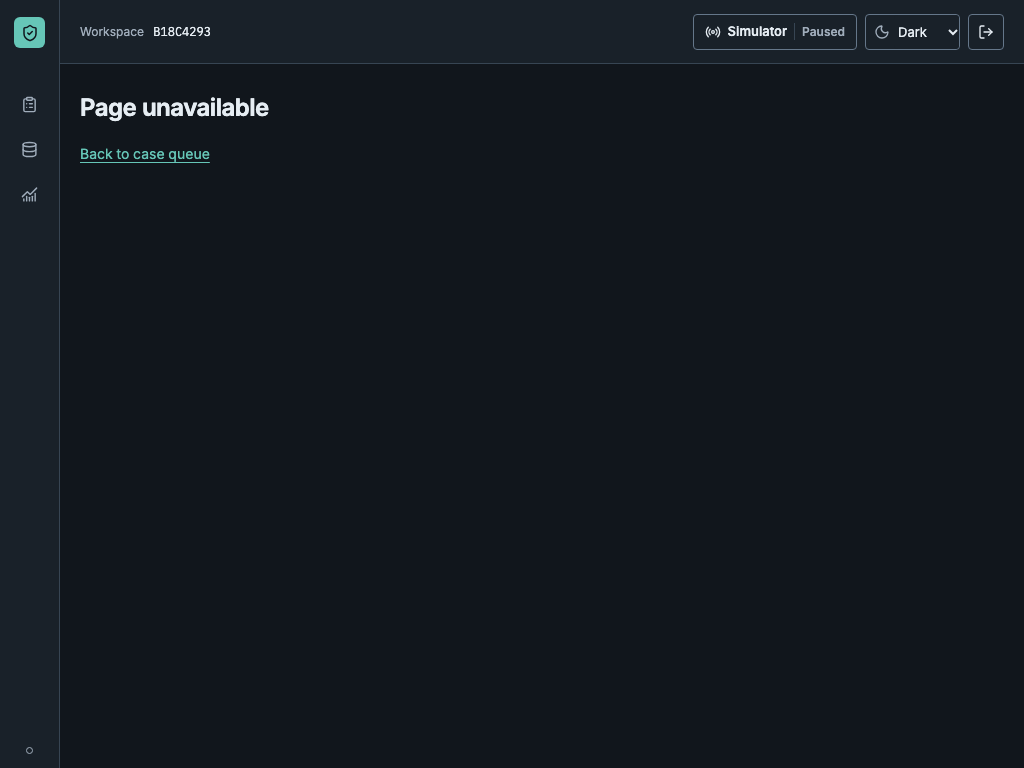 Workspace B18C4293
Simulator Paused
Dark
Page unavailable
Back to case queue